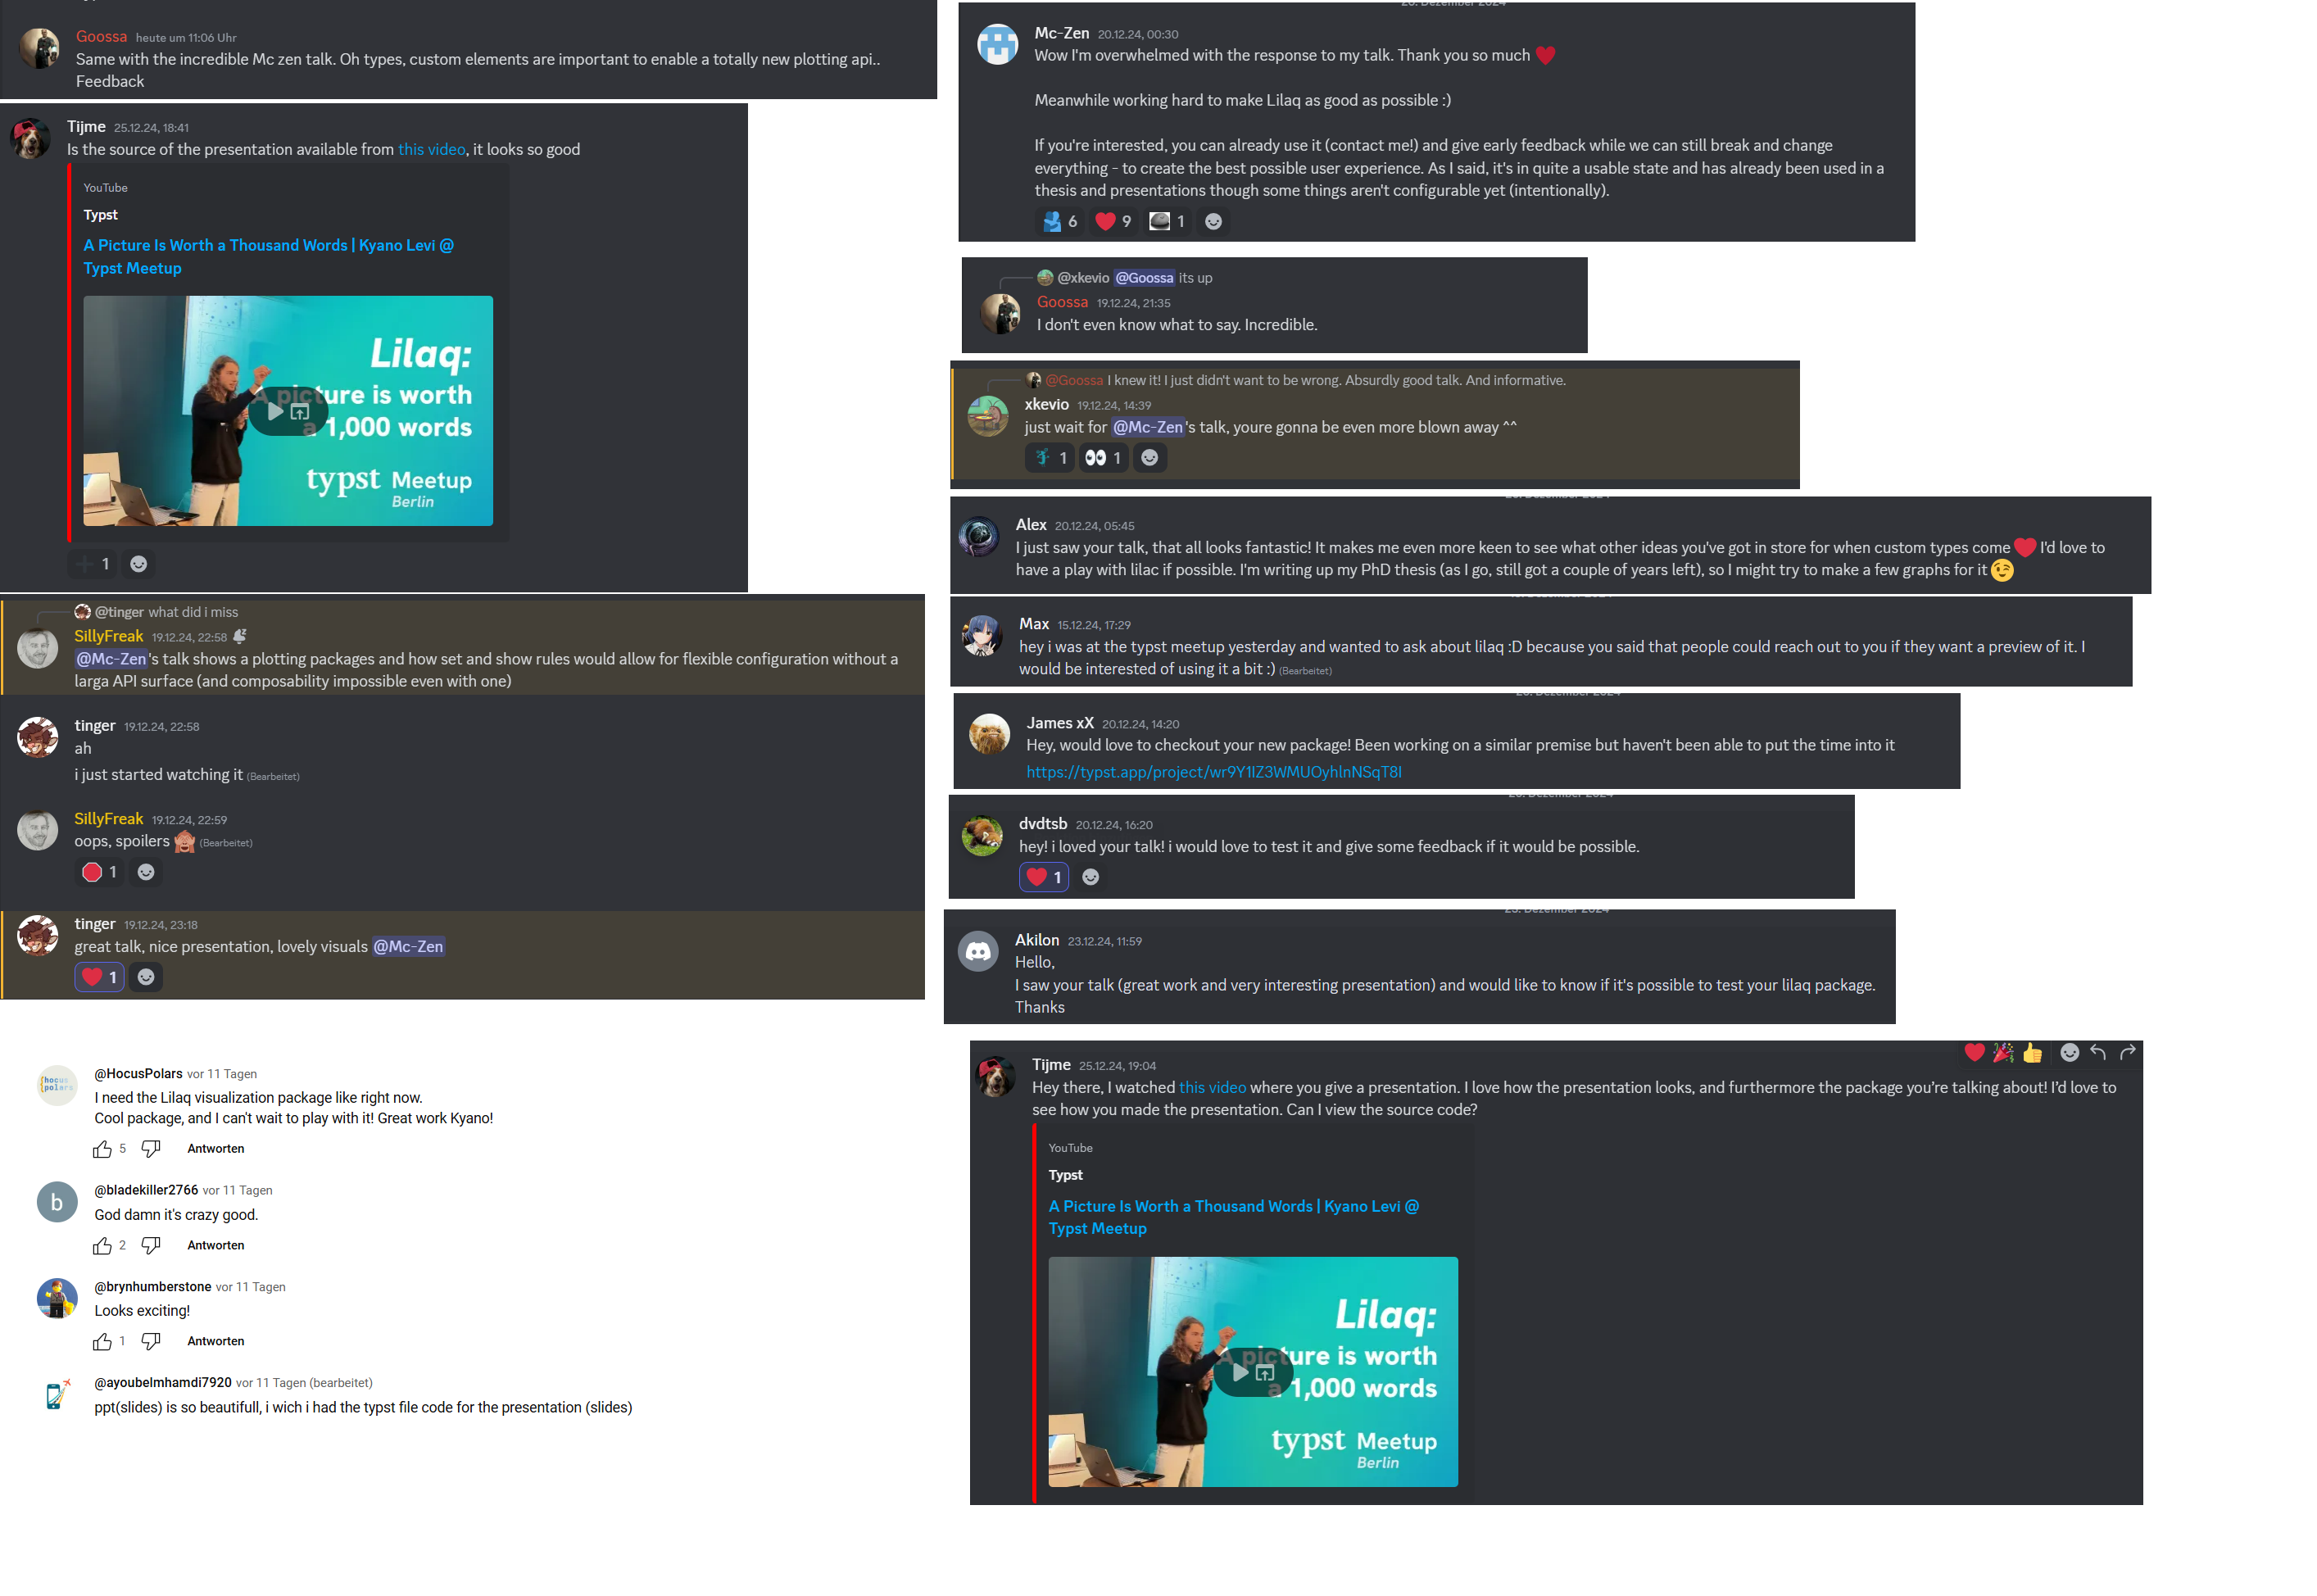 Goossa heute um 11:06 Uhr
Same with the incredible Mc zen talk. Oh types, custom elements are important to enable a totally new plotting api..
Feedback
Tijme 25.12.24, 18:41
Is the source of the presentation available from this video, it looks so good
YouTube
Typst
A Picture Is Worth a Thousand Words | Kyano Levi @
Typst Meetup
Lilaq:
A picture is worth
a 1,000 words
typst Meetup
Berlin
1
@tinger what did i miss
SillyFreak 19.12.24, 22:58
@Mc-Zen's talk shows a plotting packages and how set and show rules would allow for flexible configuration without a
larga API surface (and composability impossible even with one)
tinger 19.12.24, 22:58
ah
i just started watching it (Bearbeitet)
SillyFreak 19.12.24, 22:59
oops, spoilers 🙈 (Bearbeitet)
1
tinger 19.12.24, 23:18
great talk, nice presentation, lovely visuals @Mc-Zen
1
@HocusPolars vor 11 Tagen
I need the Lilaq visualization package like right now.
Cool package, and I can't wait to play with it! Great work Kyano!
5 Antworten
@bladekiller2766 vor 11 Tagen
God damn it's crazy good.
2 Antworten
@brynhumberstone vor 11 Tagen
Looks exciting!
1 Antworten
@ayoubelmhamdi7920 vor 11 Tagen (bearbeitet)
ppt(slides) is so beautifull, i wich i had the typst file code for the presentation (slides)
Mc-Zen 20.12.24, 00:30
Wow I'm overwhelmed with the response to my talk. Thank you so much ❤️
Meanwhile working hard to make Lilaq as good as possible :)
If you're interested, you can already use it (contact me!) and give early feedback while we can still break and change
everything - to create the best possible user experience. As I said, it's in quite a usable state and has already been used in a
thesis and presentations though some things aren't configurable yet (intentionally).
6 9 1
@xkevio @Goossa its up
Goossa 19.12.24, 21:35
I don't even know what to say. Incredible.
@Goossa I knew it! I just didn't want to be wrong. Absurdly good talk. And informative.
xkevio 19.12.24, 14:39
just wait for @Mc-Zen's talk, youre gonna be even more blown away ^^
1 1
Alex 20.12.24, 05:45
I just saw your talk, that all looks fantastic! It makes me even more keen to see what other ideas you've got in store for when custom types come ❤️ I'd love to
have a play with lilac if possible. I'm writing up my PhD thesis (as I go, still got a couple of years left), so I might try to make a few graphs for it 😉
Max 15.12.24, 17:29
hey i was at the typst meetup yesterday and wanted to ask about lilaq :D because you said that people could reach out to you if they want a preview of it. I
would be interested of using it a bit :) (Bearbeitet)
James xX 20.12.24, 14:20
Hey, would love to checkout your new package! Been working on a similar premise but haven't been able to put the time into it
https://typst.app/project/wr9Y1IZ3WMUOyhlnNSqT8I
dvdtsb 20.12.24, 16:20
hey! i loved your talk! i would love to test it and give some feedback if it would be possible.
1
Akilon 23.12.24, 11:59
Hello,
I saw your talk (great work and very interesting presentation) and would like to know if it's possible to test your lilaq package.
Thanks
Tijme 25.12.24, 19:04
Hey there, I watched this video where you give a presentation. I love how the presentation looks, and furthermore the package you're talking about! I'd love to
see how you made the presentation. Can I view the source code?
YouTube
Typst
A Picture Is Worth a Thousand Words | Kyano Levi @
Typst Meetup
Lilaq:
A picture is worth
a 1,000 words
typst Meetup
Berlin